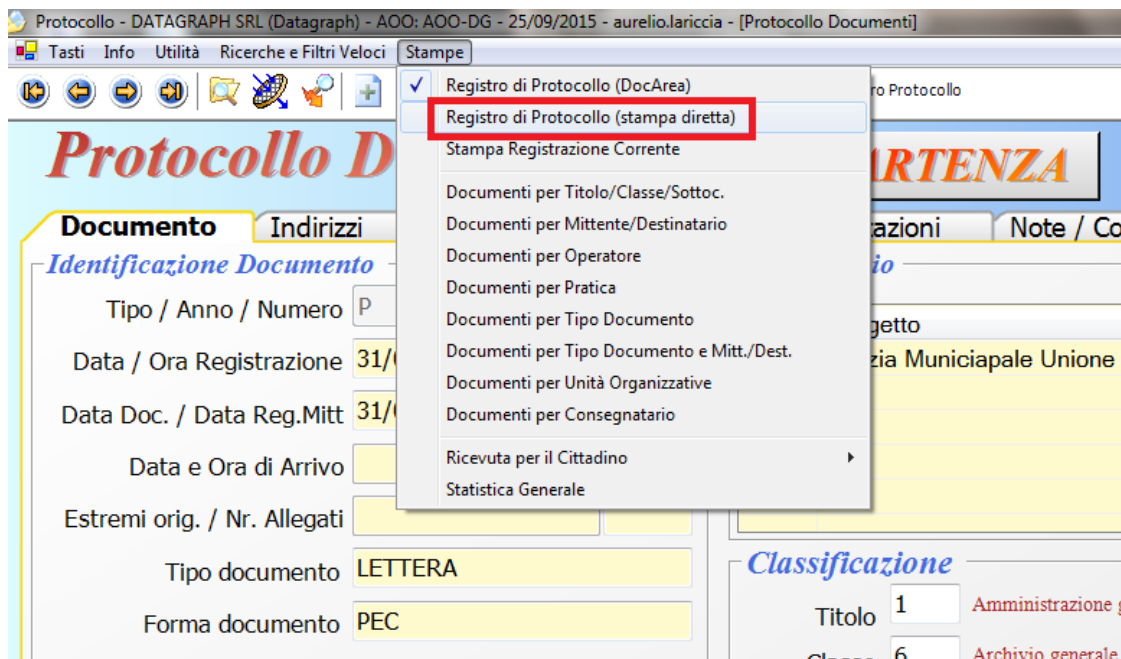 Protocollo - DATAGRAPH SRL (Datagraph) - AOO: AOO-DG - 25/09/2015 - aurelio.lariccia - [Protocollo Documenti]
Tasti Info Utilità Ricerche e Filtri Veloci Stampe
Registro di Protocollo (DocArea)
ro Protocollo
Registro di Protocollo (stampa diretta)
Stampa Registrazione Corrente
Documenti per Titolo/Classe/Sottoc.
Documenti per Mittente/Destinatario
Documenti per Operatore
Documenti per Pratica
Documenti per Tipo Documento
Documenti per Tipo Documento e Mitt./Dest.
Documenti per Unità Organizzative
Documenti per Consegnatario
Ricevuta per il Cittadino
Statistica Generale
Protocollo D
ARTENZA
Documento Indirizzi
azioni Note / Co
Identificazione Documento
io
Tipo / Anno / Numero P
getto
Data / Ora Registrazione 31/
zia Municiapale Unione
Data Doc. / Data Reg.Mitt 31/
Data e Ora di Arrivo
Estremi orig. / Nr. Allegati
Tipo documento LETTERA
Forma documento PEC
Classificazione
Titolo 1 Amministrazione g
Classe 6 Archivio generale